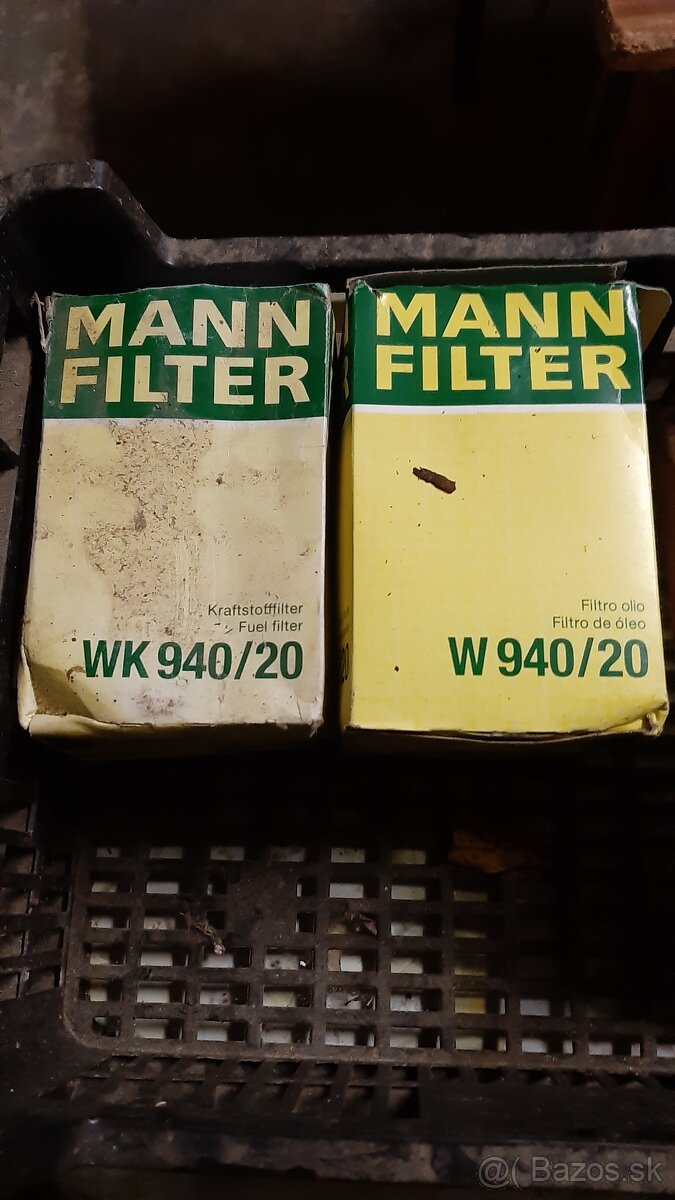 MANN
FILTER
Kraftstofffilter
Fuel filter
WK 940/20
MANN
FILTER
Filtro olio
Filtro de óleo
W 940/20
20
@( Bazos.sk